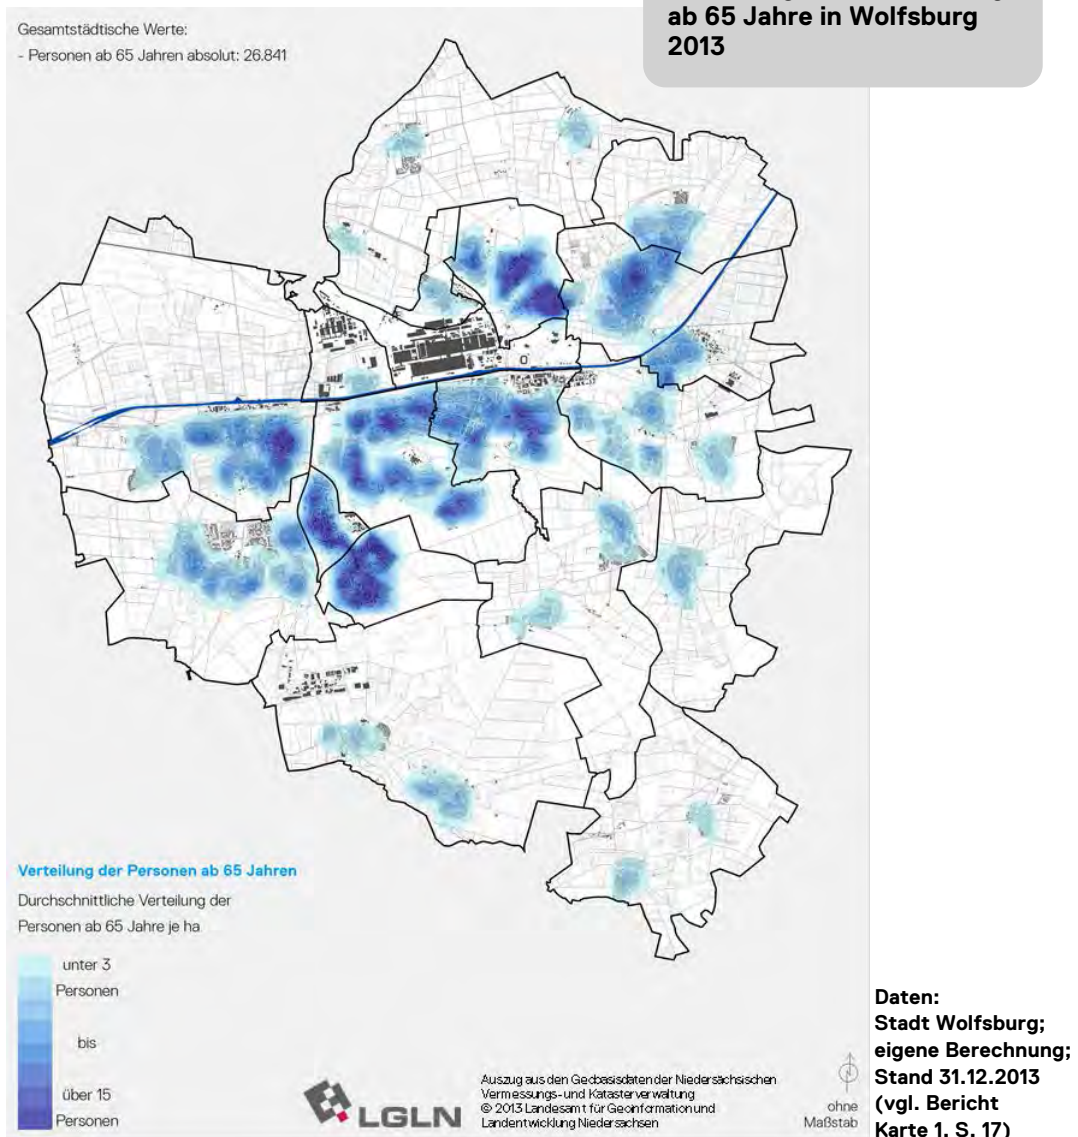 ab 65 Jahre in Wolfsburg
2013
Gesamtstädtische Werte:
- Personen ab 65 Jahren absolut: 26.841
Verteilung der Personen ab 65 Jahren
Durchschnittliche Verteilung der
Personen ab 65 Jahre je ha
unter 3
Personen
bis
über 15
Personen
LGLN
Auszug aus den Geobasisdaten der Niedersächsischen
Vermessungs- und Katasterverwaltung
© 2013 Landesamt für Geoinformation und
Landentwicklung Niedersachsen
ohne
Maßstab
Daten:
Stadt Wolfsburg;
eigene Berechnung;
Stand 31.12.2013
(vgl. Bericht
Karte 1, S. 17)